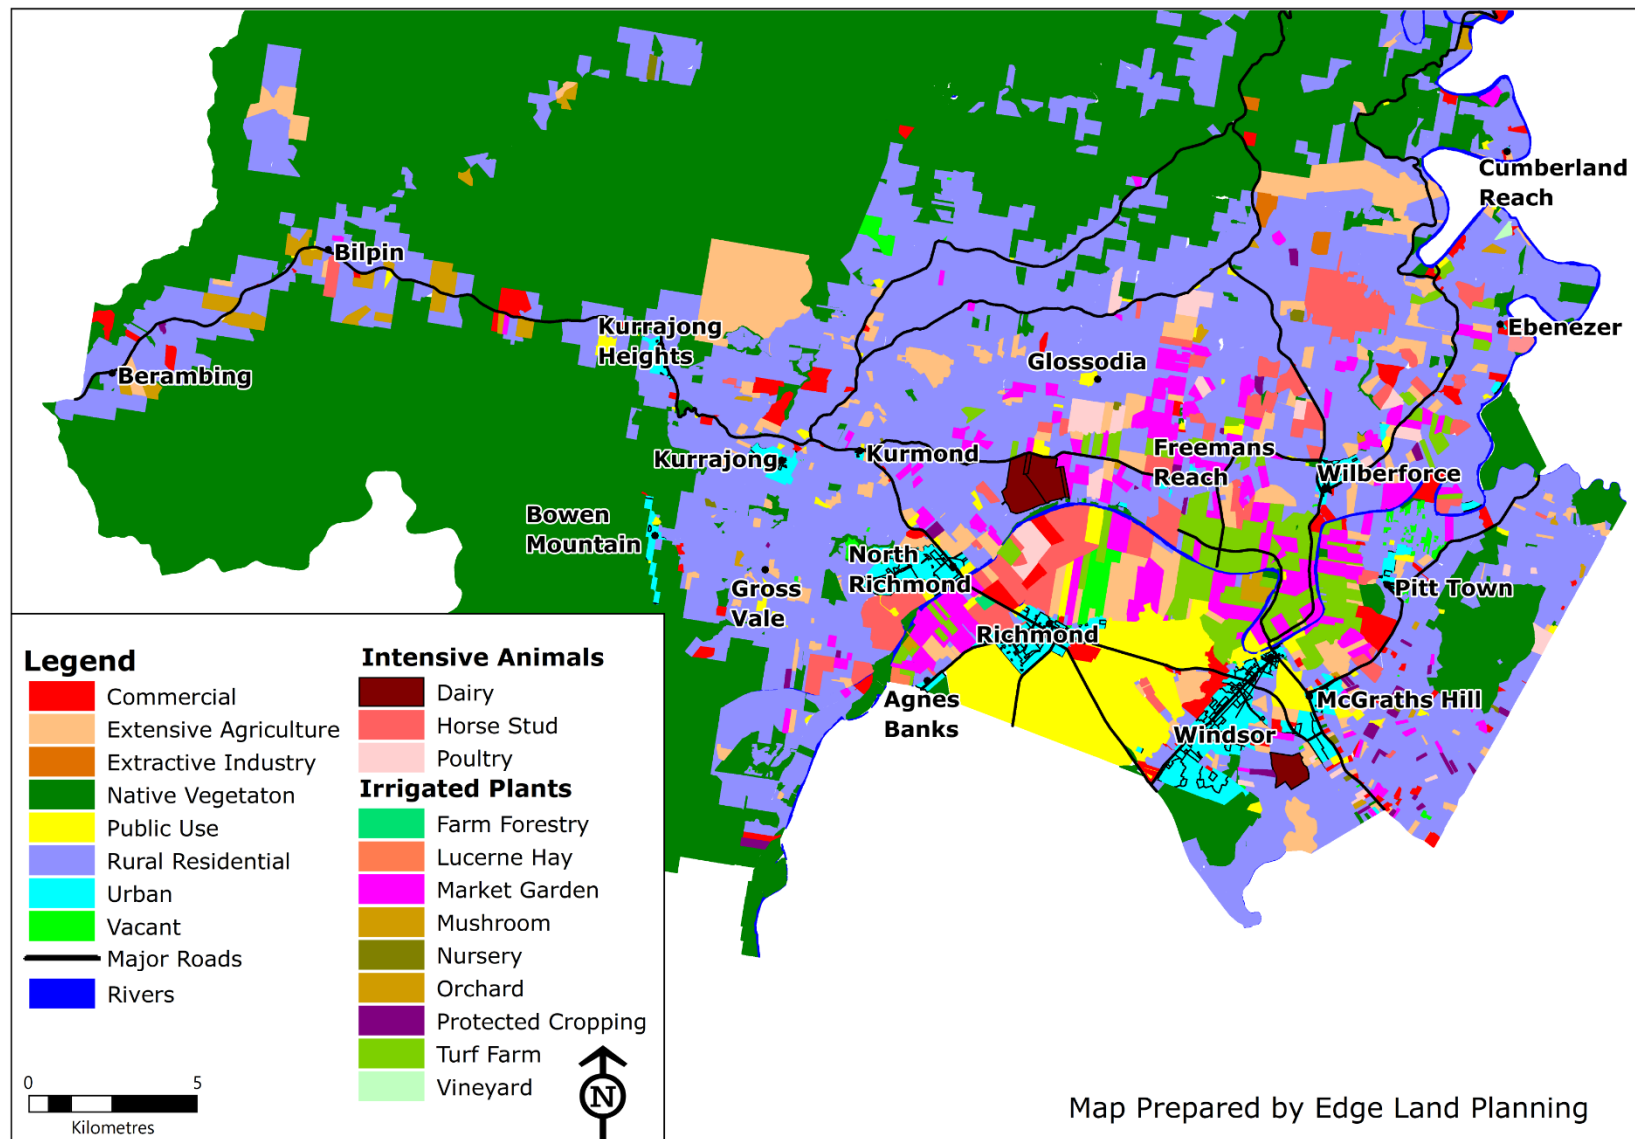 Cumberland
Reach
Bilpin
Kurrajong
Heights
Ebenezer
Glossodia
Berambing
Kurrajong
Kurmond
Freemans
Reach
Wilberforce
Bowen
Mountain
North
Richmond
Gross
Vale
Pitt Town
Richmond
Agnes
Banks
McGraths Hill
Windsor
Legend
Commercial
Extensive Agriculture
Extractive Industry
Native Vegetaton
Public Use
Rural Residential
Urban
Vacant
Major Roads
Rivers
0 5
Kilometres
Intensive Animals
Dairy
Horse Stud
Poultry
Irrigated Plants
Farm Forestry
Lucerne Hay
Market Garden
Mushroom
Nursery
Orchard
Protected Cropping
Turf Farm
Vineyard
N
Map Prepared by Edge Land Planning